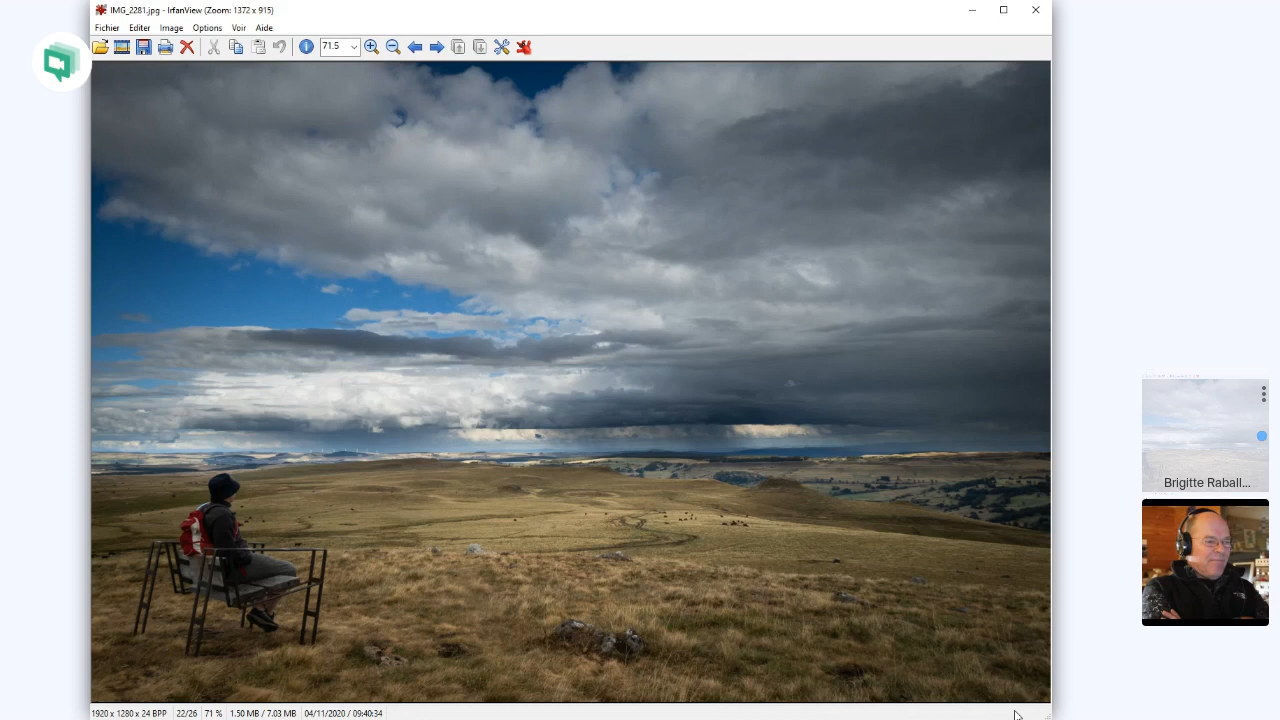 IMG_2281.jpg - IrfanView (Zoom: 1372 x 915)
Fichier Editer Image Options Voir Aide
71.5
Brigitte Raball...
1920 x 1280 x 24 BPP 22/26 71 % 1.50 MB / 7.03 MB 04/11/2020 / 09:40:34